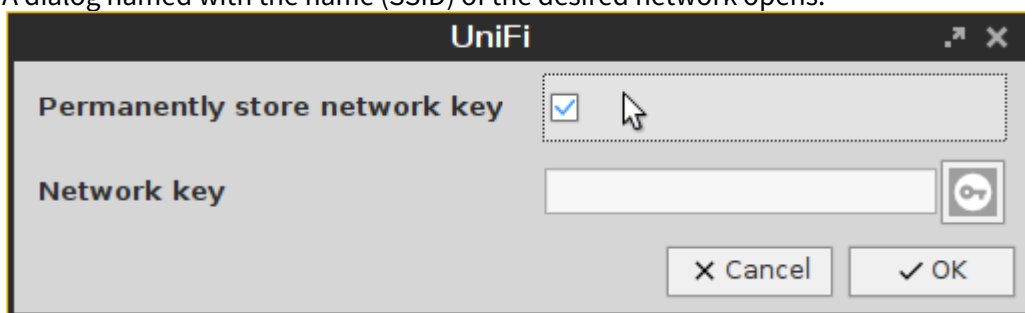 A dialog named with the name (SSID) of the desired network opens.
UniFi
Permanently store network key
Network key
Cancel
OK